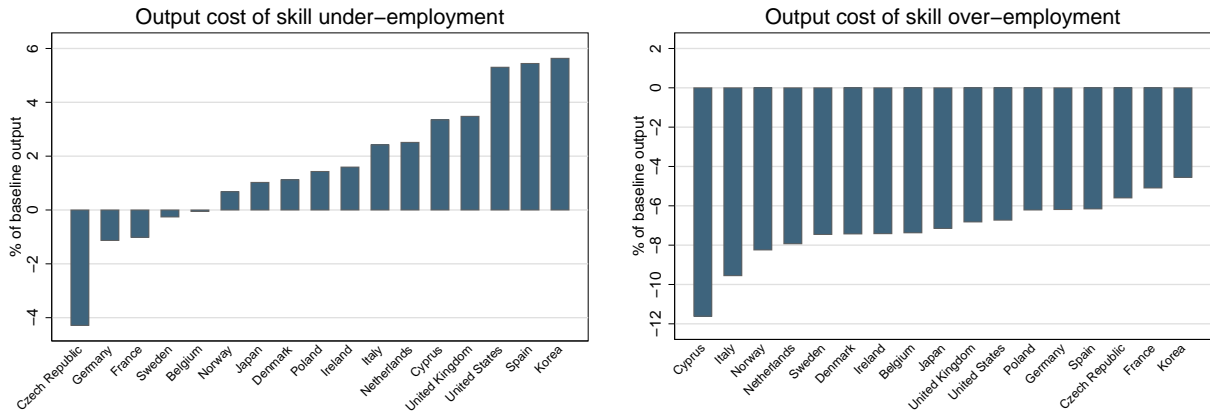 Output cost of skill under−employment
% of baseline output
6
4
2
0
−2
−4
Czech Republic
Germany
France
Sweden
Belgium
Norway
Japan
Denmark
Poland
Ireland
Italy
Netherlands
Cyprus
United Kingdom
United States
Spain
Korea
Output cost of skill over−employment
% of baseline output
2
0
−2
−4
−6
−8
−10
−12
Cyprus
Italy
Norway
Netherlands
Sweden
Denmark
Ireland
Belgium
Japan
United Kingdom
United States
Poland
Germany
Spain
Czech Republic
France
Korea